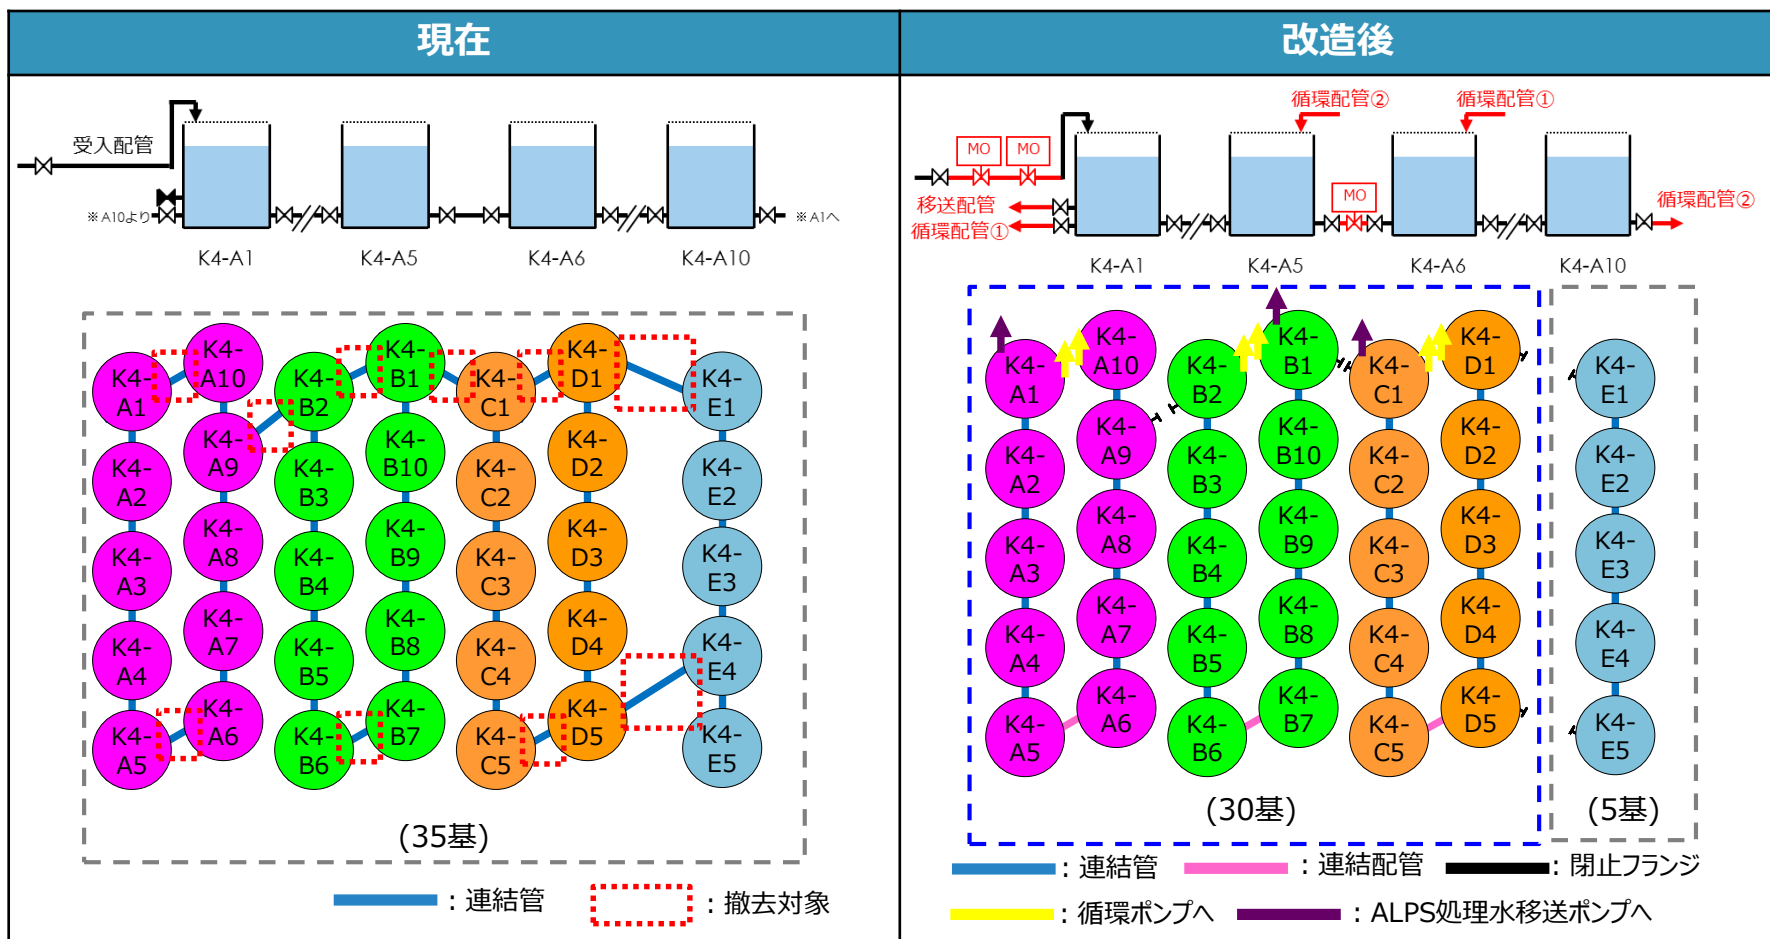 現在
受入配管
※A10より
※A1へ
K4-A1
K4-A5
K4-A6
K4-A10
K4-
A1
K4-
A10
K4-
B2
K4-
B1
K4-
C1
K4-
D1
K4-
E1
K4-
A2
K4-
A9
K4-
B3
K4-
B10
K4-
C2
K4-
D2
K4-
E2
K4-
A3
K4-
A8
K4-
B4
K4-
B9
K4-
C3
K4-
D3
K4-
E3
K4-
A4
K4-
A7
K4-
B5
K4-
B8
K4-
C4
K4-
D4
K4-
E4
K4-
A5
K4-
A6
K4-
B6
K4-
B7
K4-
C5
K4-
D5
K4-
E5
(35基)
：連結管
：撤去対象
改造後
循環配管②
循環配管①
MO
MO
MO
移送配管
循環配管①
循環配管②
K4-A1
K4-A5
K4-A6
K4-A10
K4-
A1
K4-
A10
K4-
B2
K4-
B1
K4-
C1
K4-
D1
K4-
E1
K4-
A2
K4-
A9
K4-
B3
K4-
B10
K4-
C2
K4-
D2
K4-
E2
K4-
A3
K4-
A8
K4-
B4
K4-
B9
K4-
C3
K4-
D3
K4-
E3
K4-
A4
K4-
A7
K4-
B5
K4-
B8
K4-
C4
K4-
D4
K4-
E4
K4-
A5
K4-
A6
K4-
B6
K4-
B7
K4-
C5
K4-
D5
K4-
E5
(30基)
(5基)
：連結管
：連結配管
：閉止フランジ
：循環ポンプへ
：ALPS処理水移送ポンプへ